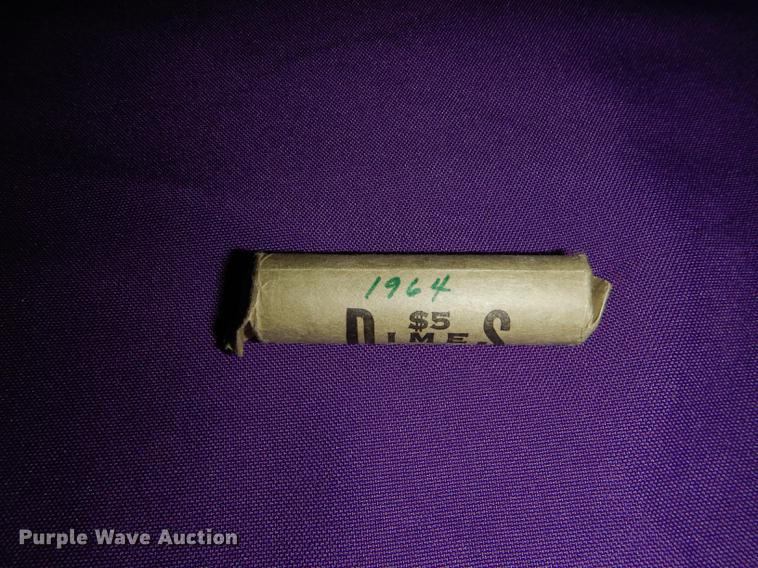 1964
$5
DIMES
Purple Wave Auction